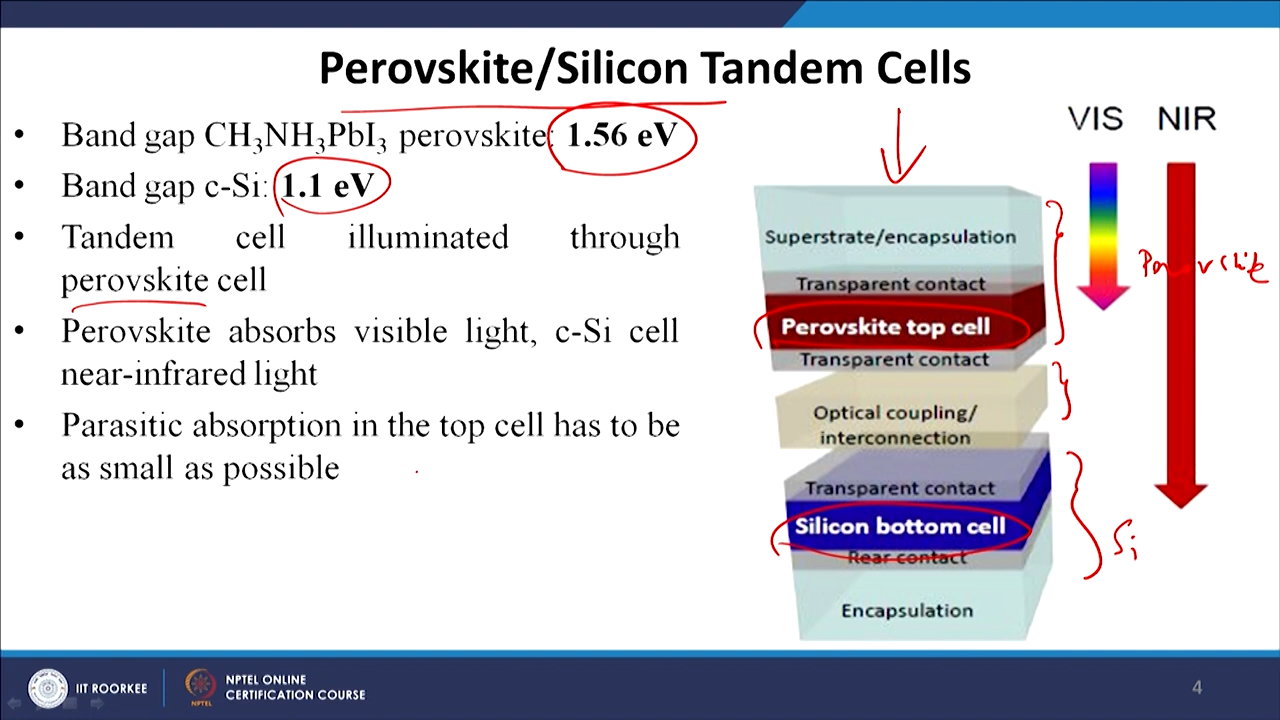 Perovskite/Silicon Tandem Cells
• Band gap CH₃NH₃PbI₃ perovskite: 1.56 eV
• Band gap c-Si: 1.1 eV
• Tandem cell illuminated through
perovskite cell
• Perovskite absorbs visible light, c-Si cell
near-infrared light
• Parasitic absorption in the top cell has to be
as small as possible
VIS NIR
Superstrate/encapsulation
Transparent contact
Perovskite top cell
Transparent contact
Perovskite
Optical coupling/
interconnection
Transparent contact
Silicon bottom cell
Rear contact
Encapsulation
Si
IIT ROORKEE
NPTEL
NPTEL ONLINE
CERTIFICATION COURSE
4